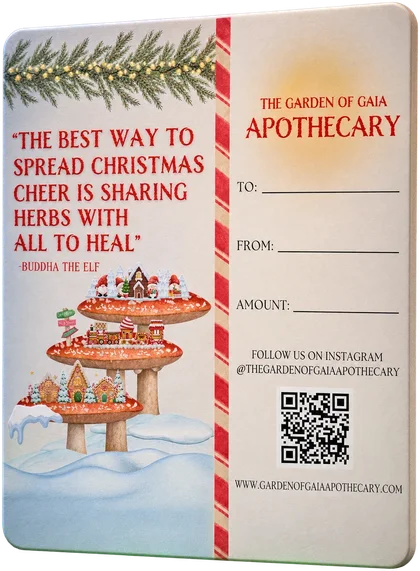 "THE BEST WAY TO
SPREAD CHRISTMAS
CHEER IS SHARING
HERBS WITH
ALL TO HEAL"
-BUDDHA THE ELF
THE GARDEN OF GAIA
APOTHECARY
TO:
FROM:
AMOUNT:
FOLLOW US ON INSTAGRAM
@THEGARDENOFGAIAAPOTHECARY
WWW.GARDENOFGAIAAPOTHECARY.COM